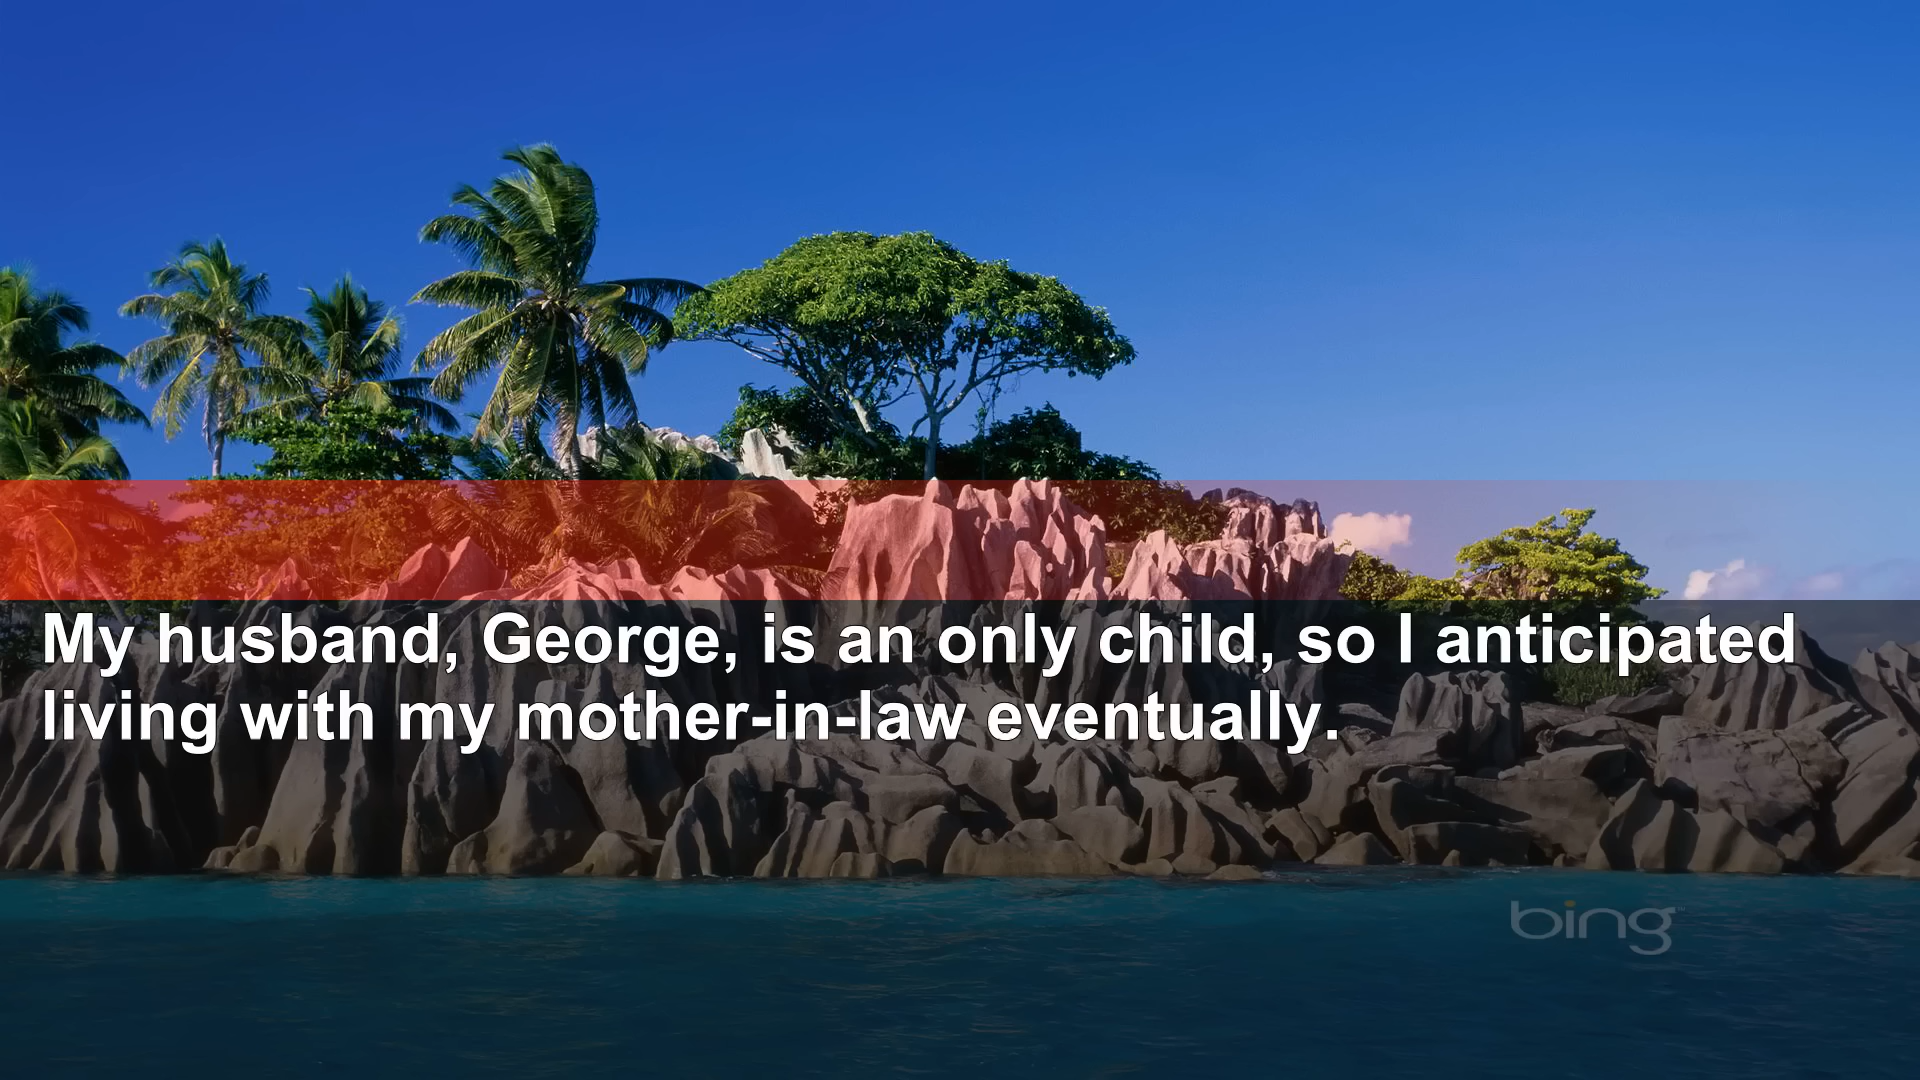 My husband, George, is an only child, so I anticipated
living with my mother-in-law eventually.
bing